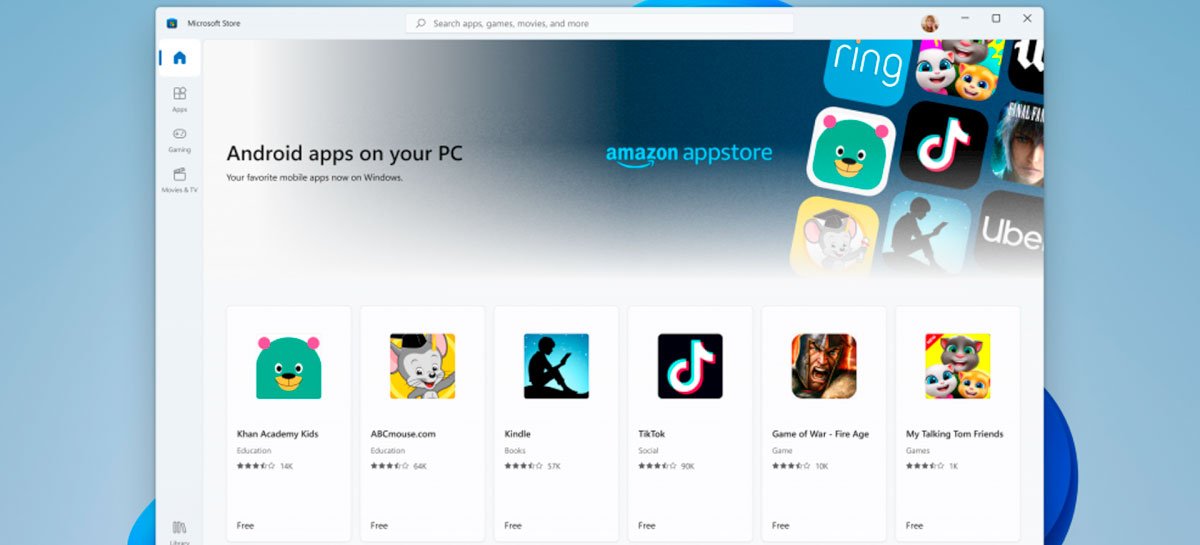 Microsoft Store
Search apps, games, movies, and more
Apps
Gaming
Movies & TV
Library
Android apps on your PC
Your favorite mobile apps now on Windows.
amazon appstore
ring
FINAL FAN
Uber
Khan Academy Kids
Education
14K
Free
ABCmouse.com
Education
64K
Free
Kindle
Books
57K
Free
TikTok
Social
90K
Free
Game of War - Fire Age
Game
10K
Free
My Talking Tom Friends
Games
1K
Free